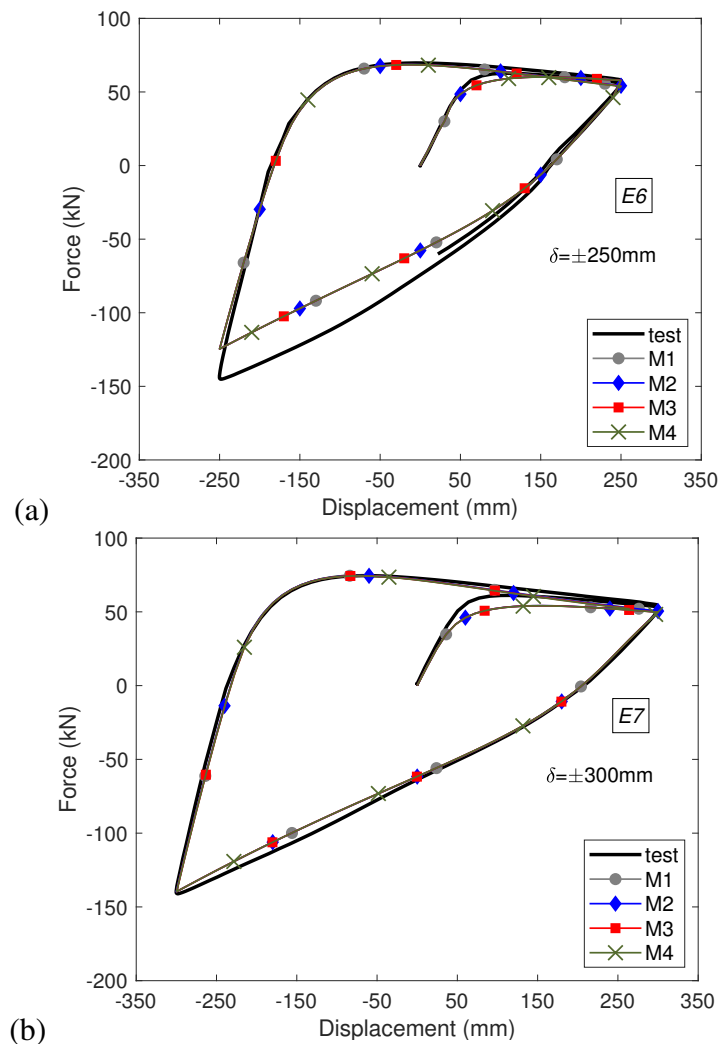 100
50
0
-50
-100
-150
-200
Force (kN)
E6
δ=±250mm
test
M1
M2
M3
M4
-350 -250 -150 -50 50 150 250 350
Displacement (mm)
(a)
100
50
0
-50
-100
-150
-200
Force (kN)
E7
δ=±300mm
test
M1
M2
M3
M4
-350 -250 -150 -50 50 150 250 350
Displacement (mm)
(b)